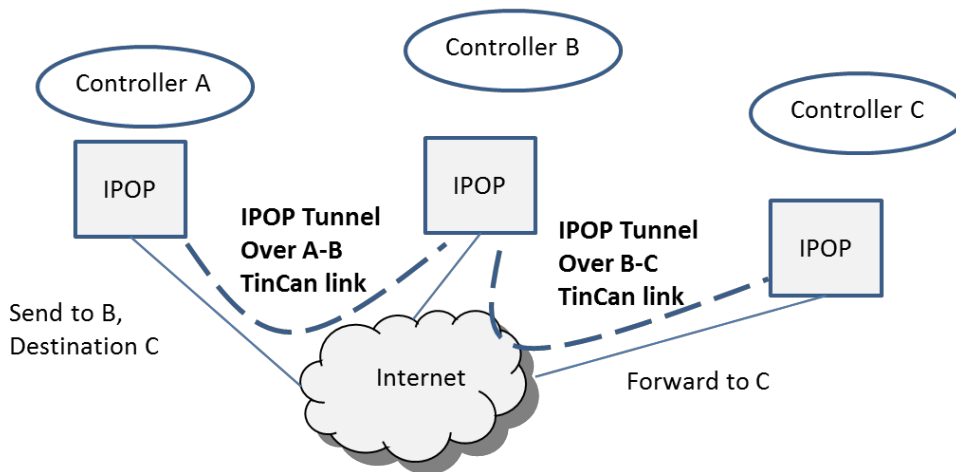 Controller B
Controller A
Controller C
IPOP
IPOP
IPOP
IPOP Tunnel
Over A-B
TinCan link
IPOP Tunnel
Over B-C
TinCan link
Send to B,
Destination C
Internet
Forward to C